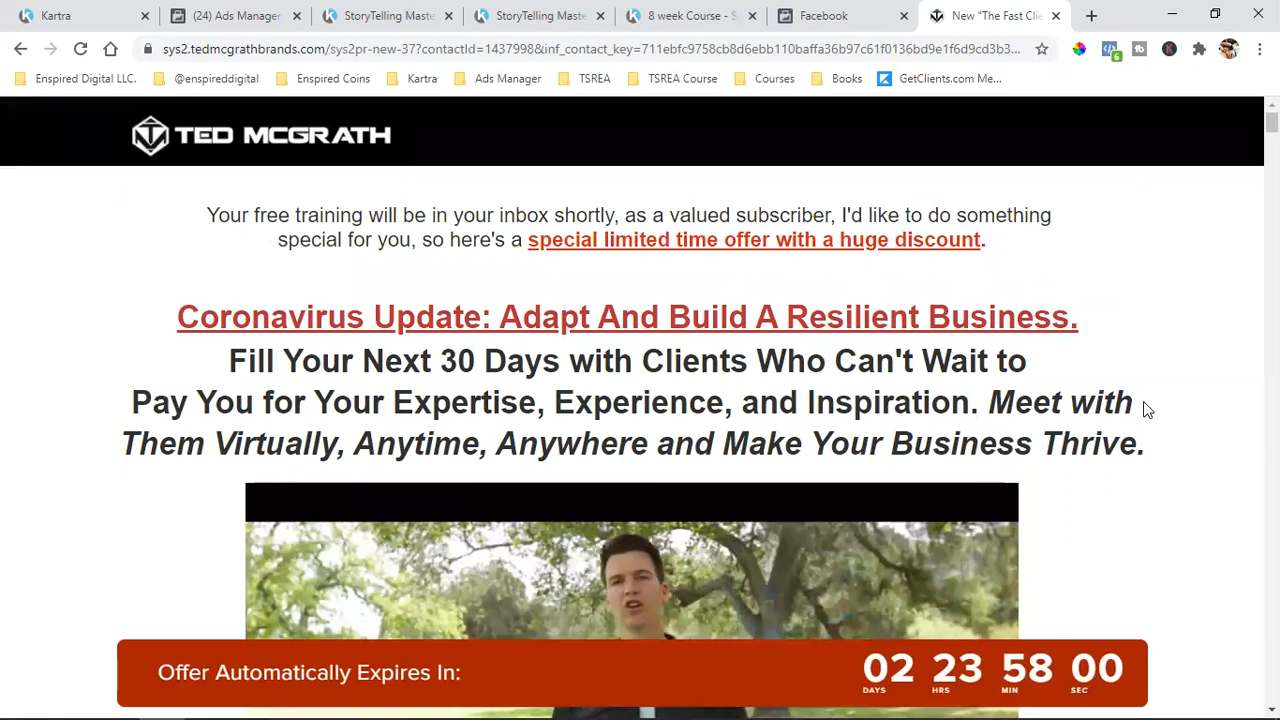 Kartra
(24) Ads Manager
StoryTelling Maste
StoryTelling Maste
8 week Course - S
Facebook
New "The Fast Clie
sys2.tedmcgrathbrands.com/sys2pr-new-37?contactId=1437998&inf_contact_key=711ebfc9758cb8d6ebb110baffa36b97c61f0136bd9e1f6d9cd3b3...
6
Enspired Digital LLC.
@enspireddigital
Enspired Coins
Kartra
Ads Manager
TSREA
TSREA Course
Courses
Books
GetClients.com Me...
TED MCGRATH
Your free training will be in your inbox shortly, as a valued subscriber, I'd like to do something
special for you, so here's a special limited time offer with a huge discount.
Coronavirus Update: Adapt And Build A Resilient Business.
Fill Your Next 30 Days with Clients Who Can't Wait to
Pay You for Your Expertise, Experience, and Inspiration. Meet with
Them Virtually, Anytime, Anywhere and Make Your Business Thrive.
Offer Automatically Expires In:
02 23 58 00
DAYS HRS MIN SEC